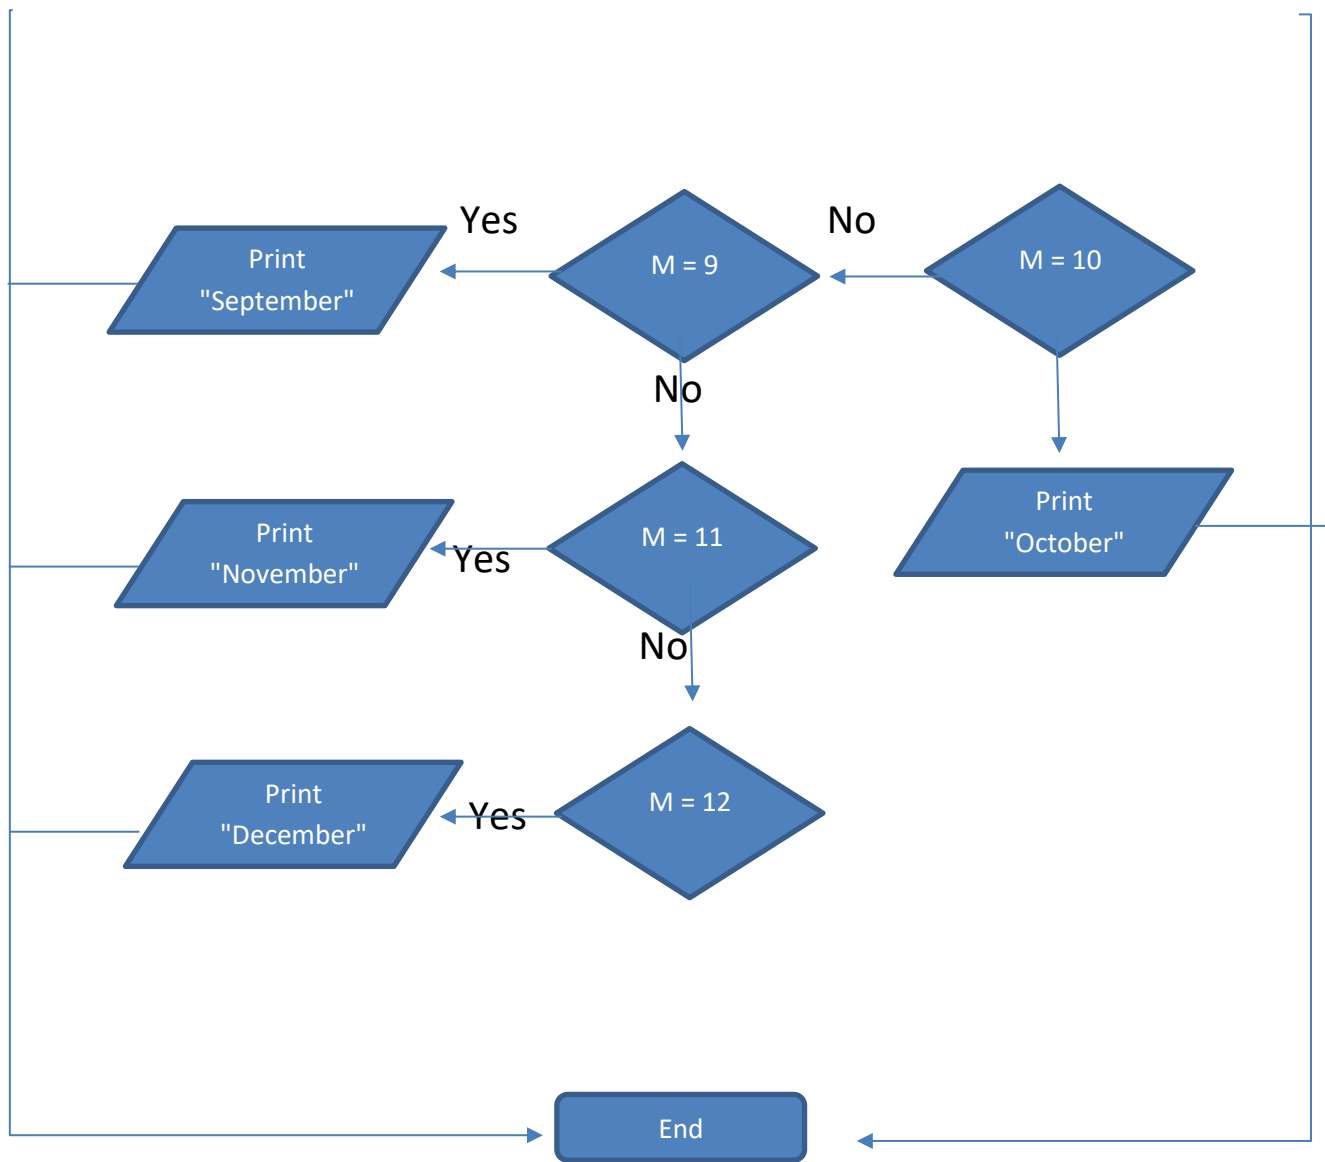 Yes
No
Print
"September"
M = 9
M = 10
No
Print
"November"
Yes
M = 11
Print
"October"
No
Print
"December"
Yes
M = 12
End